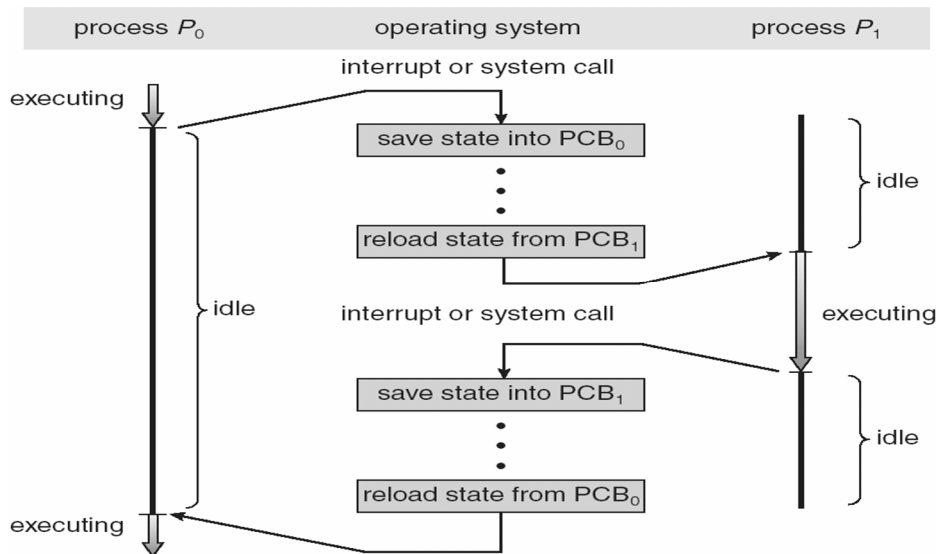 process P₀ operating system process P₁
interrupt or system call
executing
save state into PCB₀
idle
reload state from PCB₁
idle
interrupt or system call
executing
save state into PCB₁
idle
reload state from PCB₀
executing